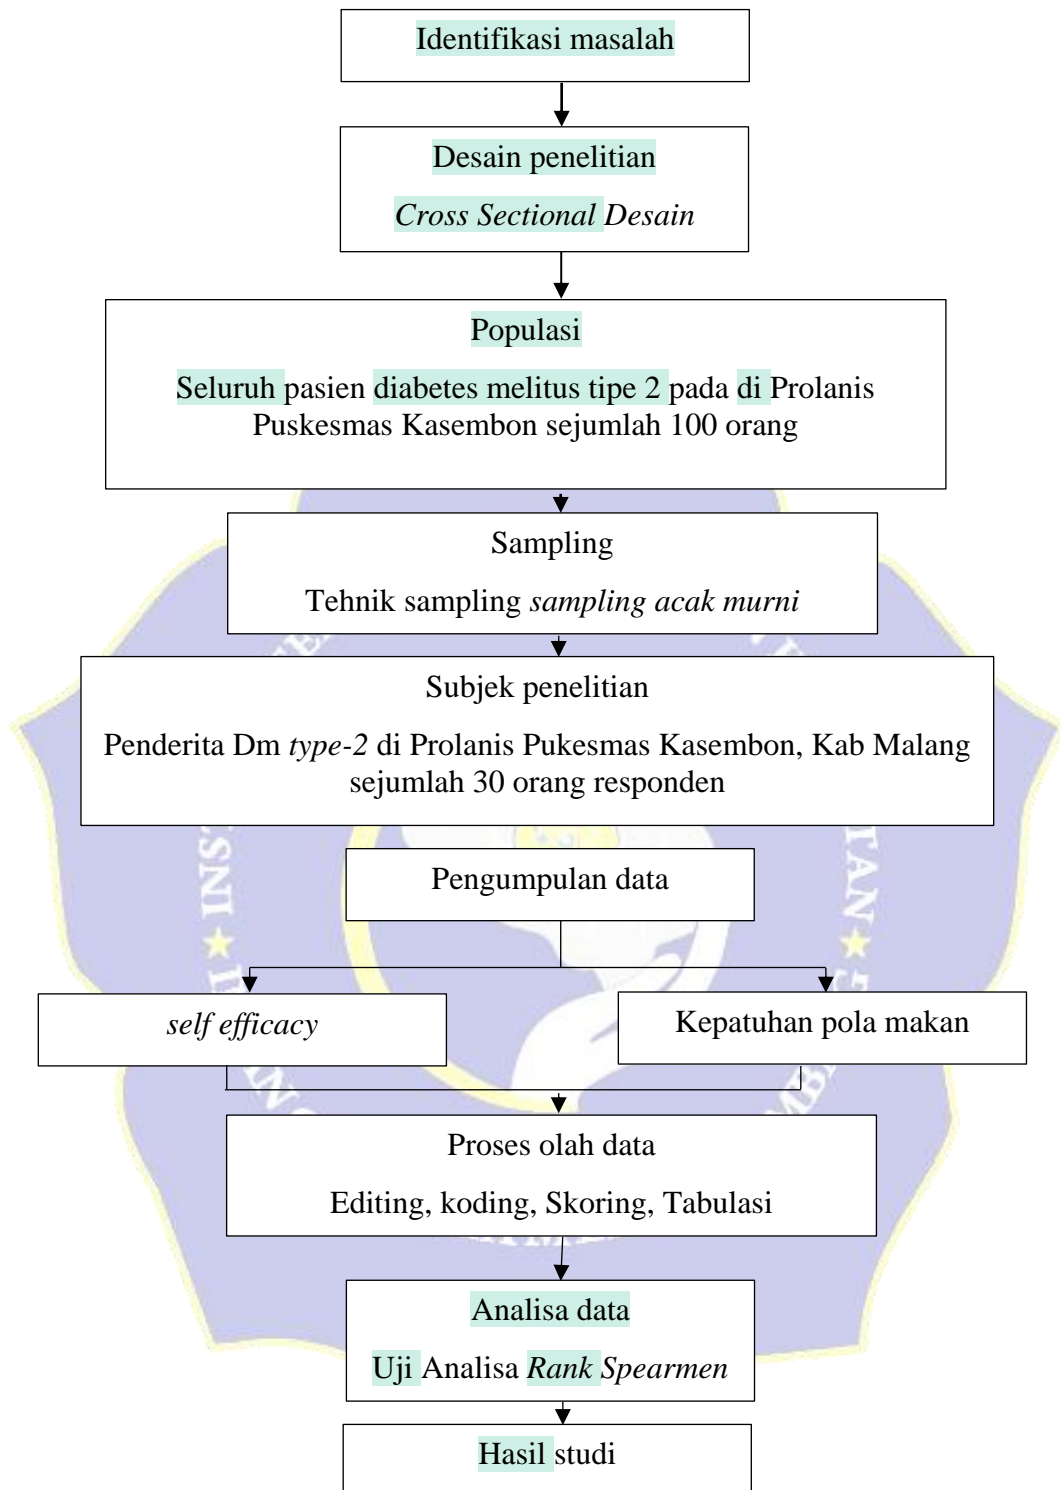 Identifikasi masalah
Desain penelitian
Cross Sectional Desain
Populasi
Seluruh pasien diabetes melitus tipe 2 pada di Prolanis
Puskesmas Kasembon sejumlah 100 orang
Sampling
Tehnik sampling sampling acak murni
Subjek penelitian
Penderita Dm type-2 di Prolanis Pukesmas Kasembon, Kab Malang
sejumlah 30 orang responden
Pengumpulan data
self efficacy
Kepatuhan pola makan
Proses olah data
Editing, koding, Skoring, Tabulasi
Analisa data
Uji Analisa Rank Spearmen
Hasil studi